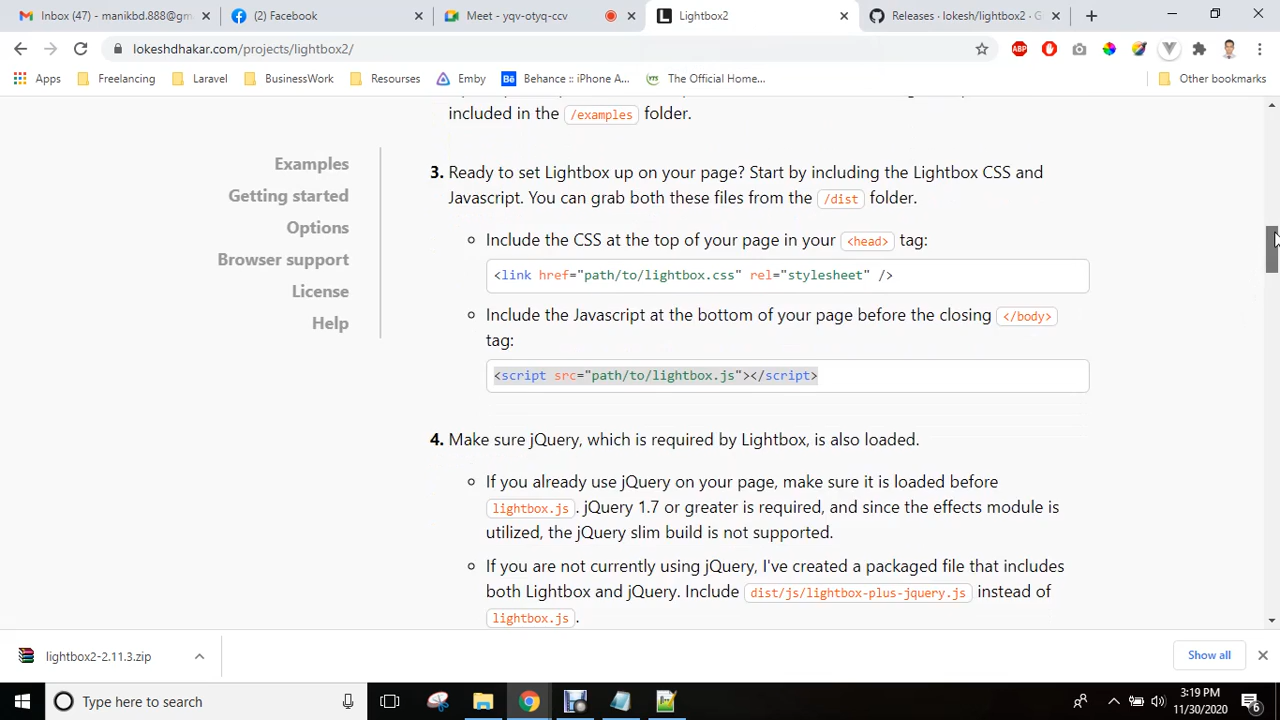 Inbox (47) - manikbd.888@gm
(2) Facebook
Meet - yqv-otyq-ccv
Lightbox2
Releases · lokesh/lightbox2 · G
lokeshdhakar.com/projects/lightbox2/
ABP
Apps
Freelancing
Laravel
BusinessWork
Resourses
Emby
Behance :: iPhone A...
The Official Home...
Other bookmarks
included in the /examples folder.
Examples
Getting started
Options
Browser support
License
Help
3. Ready to set Lightbox up on your page? Start by including the Lightbox CSS and
Javascript. You can grab both these files from the /dist folder.
Include the CSS at the top of your page in your <head> tag:
<link href="path/to/lightbox.css" rel="stylesheet" />
Include the Javascript at the bottom of your page before the closing </body>
tag:
<script src="path/to/lightbox.js"></script>
4. Make sure jQuery, which is required by Lightbox, is also loaded.
If you already use jQuery on your page, make sure it is loaded before
lightbox.js. jQuery 1.7 or greater is required, and since the effects module is
utilized, the jQuery slim build is not supported.
If you are not currently using jQuery, I've created a packaged file that includes
both Lightbox and jQuery. Include dist/js/lightbox-plus-jquery.js instead of
lightbox.js.
lightbox2-2.11.3.zip
Show all
Type here to search
3:19 PM
11/30/2020
6